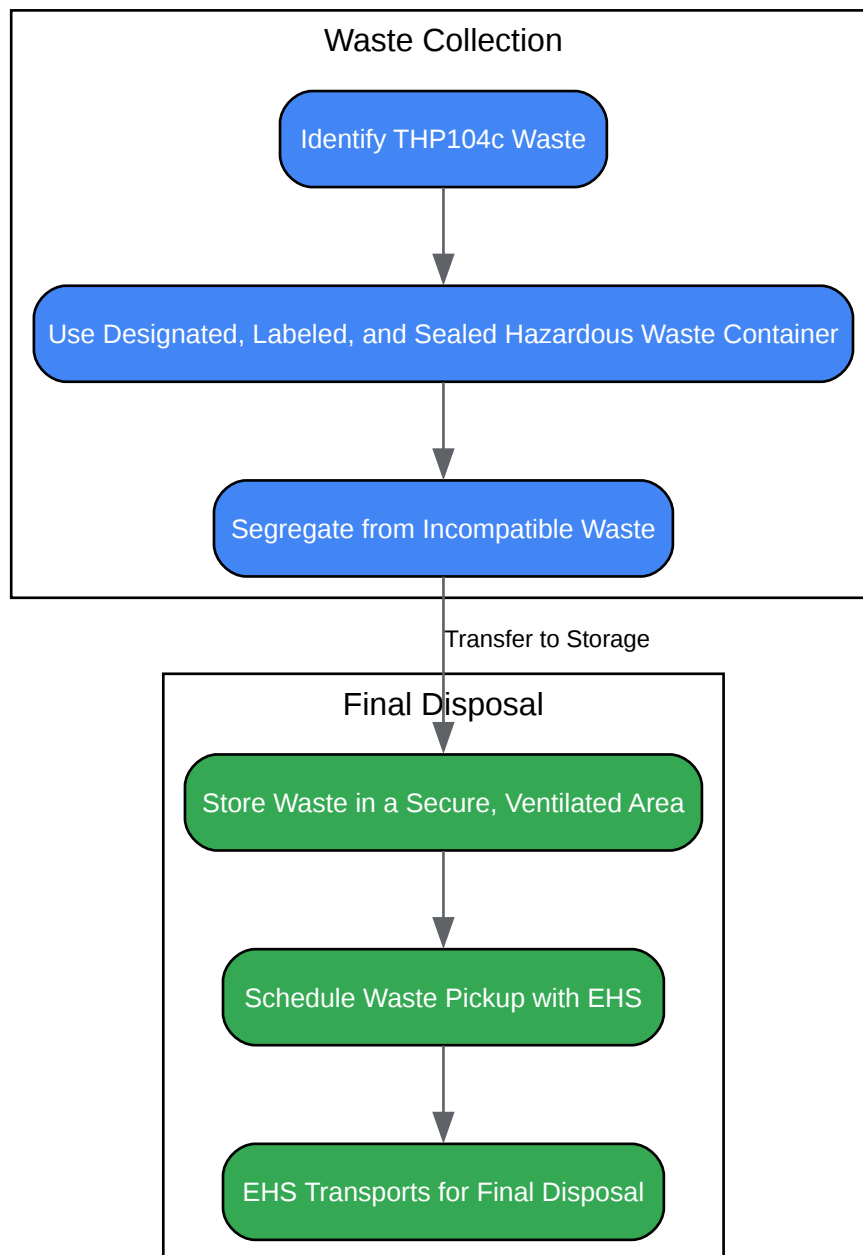 Waste Collection
Identify THP104c Waste
Use Designated, Labeled, and Sealed Hazardous Waste Container
Segregate from Incompatible Waste
Transfer to Storage
Final Disposal
Store Waste in a Secure, Ventilated Area
Schedule Waste Pickup with EHS
EHS Transports for Final Disposal